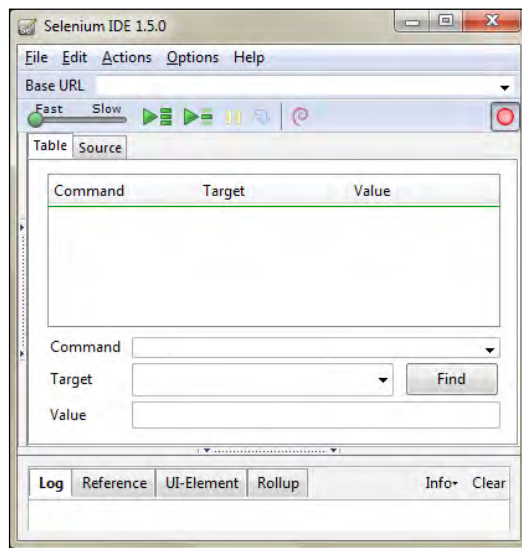 Selenium IDE 1.5.0
File Edit Actions Options Help
Base URL
Fast Slow
Table Source
Command Target Value
Command
Target Find
Value
Log Reference UI-Element Rollup Info Clear